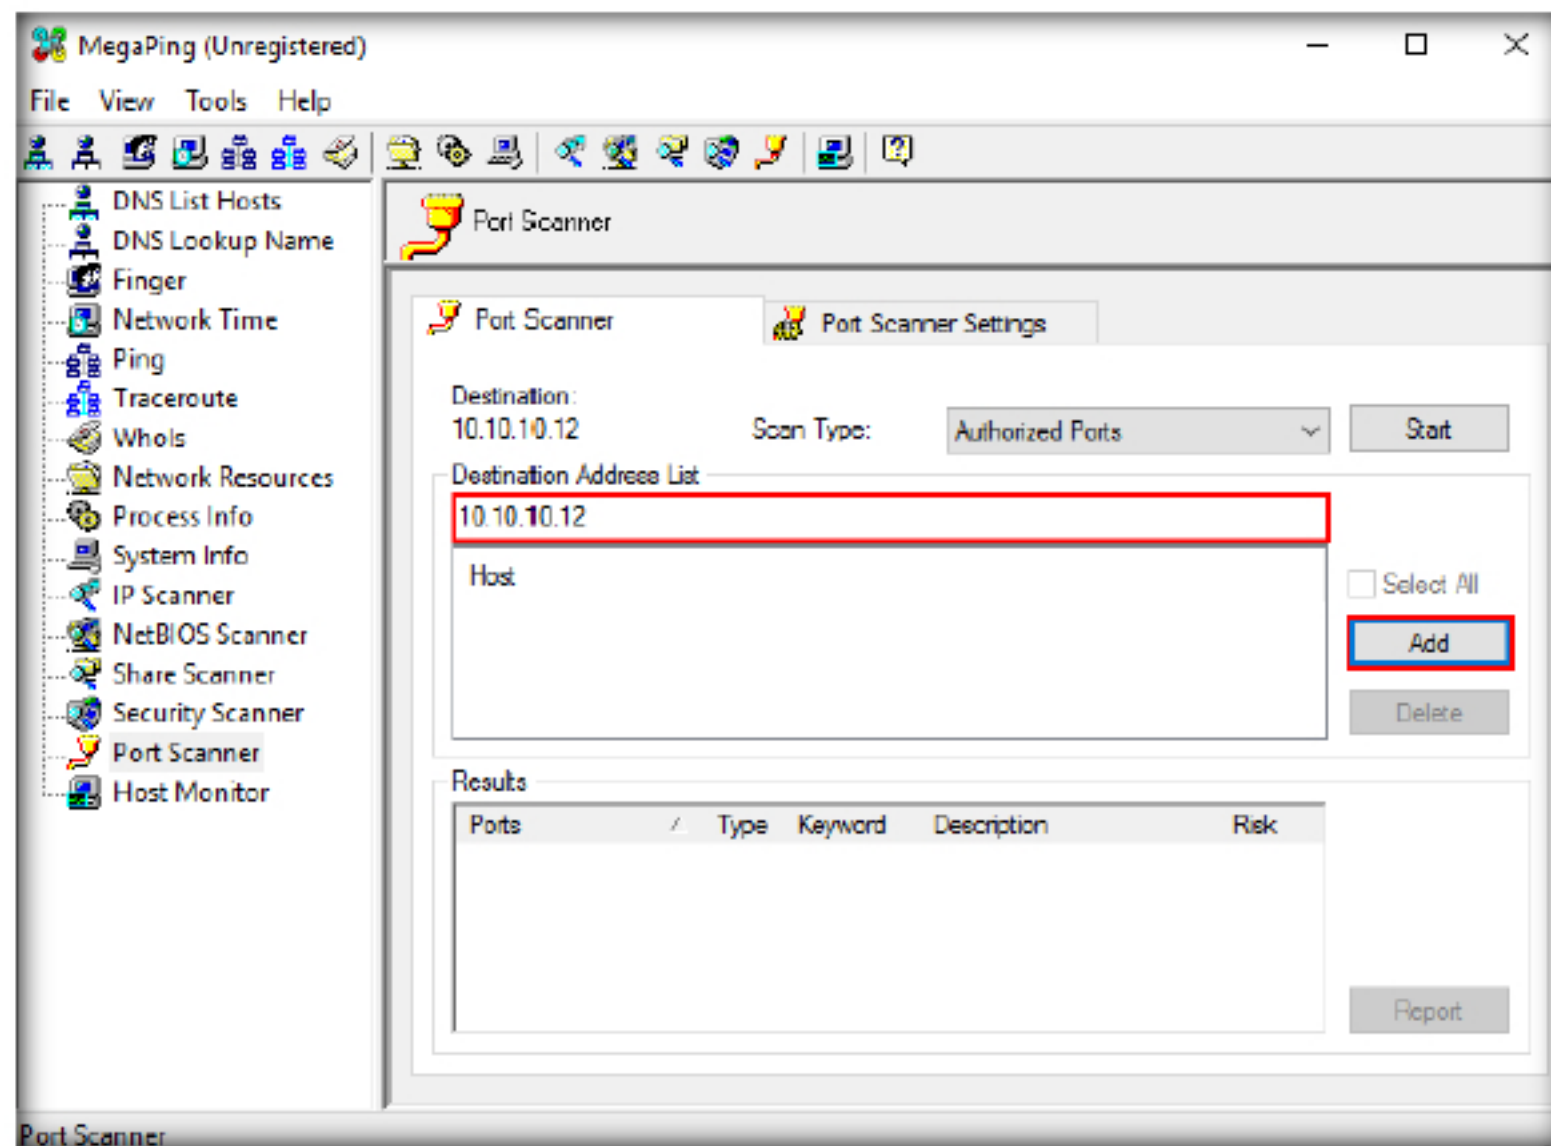 MegaPing (Unregistered)
File View Tools Help
DNS List Hosts
DNS Lookup Name
Finger
Network Time
Ping
Traceroute
Whois
Network Resources
Process Info
System Info
IP Scanner
NetBIOS Scanner
Share Scanner
Security Scanner
Port Scanner
Host Monitor
Port Scanner
Port Scanner
Port Scanner Settings
Destination:
10.10.10.12
Scan Type:
Authorized Ports
Start
Destination Address List
10.10.10.12
Host
Select All
Add
Delete
Results
Ports Type Keyword Description Risk
Report
Port Scanner